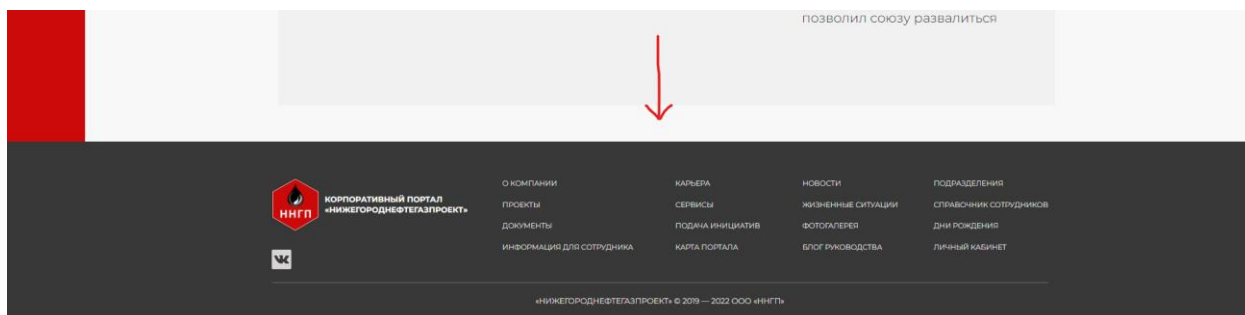 позволил союзу развалиться
ННГП
КОРПОРАТИВНЫЙ ПОРТАЛ
«НИЖЕГОРОДНЕФТЕГАЗПРОЕКТ»
О КОМПАНИИ
ПРОЕКТЫ
ДОКУМЕНТЫ
ИНФОРМАЦИЯ ДЛЯ СОТРУДНИКА
КАРЬЕРА
СЕРВИСЫ
ПОДАЧА ИНИЦИАТИВ
КАРТА ПОРТАЛА
НОВОСТИ
ЖИЗНЕННЫЕ СИТУАЦИИ
ФОТОГАЛЕРЕЯ
БЛОГ РУКОВОДСТВА
ПОДРАЗДЕЛЕНИЯ
СПРАВОЧНИК СОТРУДНИКОВ
ДНИ РОЖДЕНИЯ
ЛИЧНЫЙ КАБИНЕТ
«НИЖЕГОРОДНЕФТЕГАЗПРОЕКТ» © 2019 — 2022 ООО «ННГП»